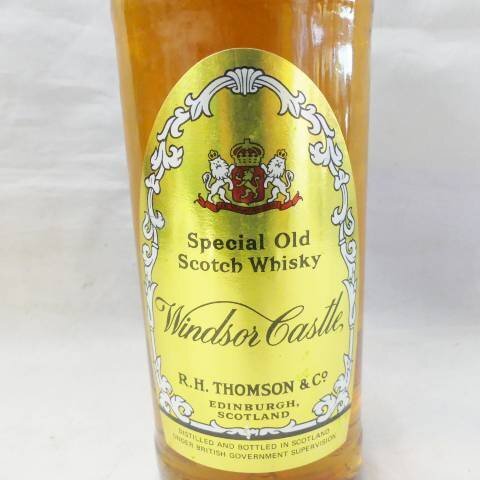 Special Old
Scotch Whisky
Windsor Castle
R.H. THOMSON & Co
EDINBURGH,
SCOTLAND
DISTILLED AND BOTTLED IN SCOTLAND
UNDER BRITISH GOVERNMENT SUPERVISION